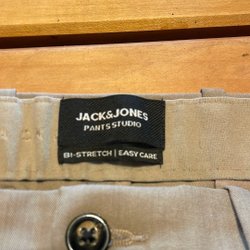 JACK&JONES
PANTS STUDIO
BI-STRETCH | EASY CARE